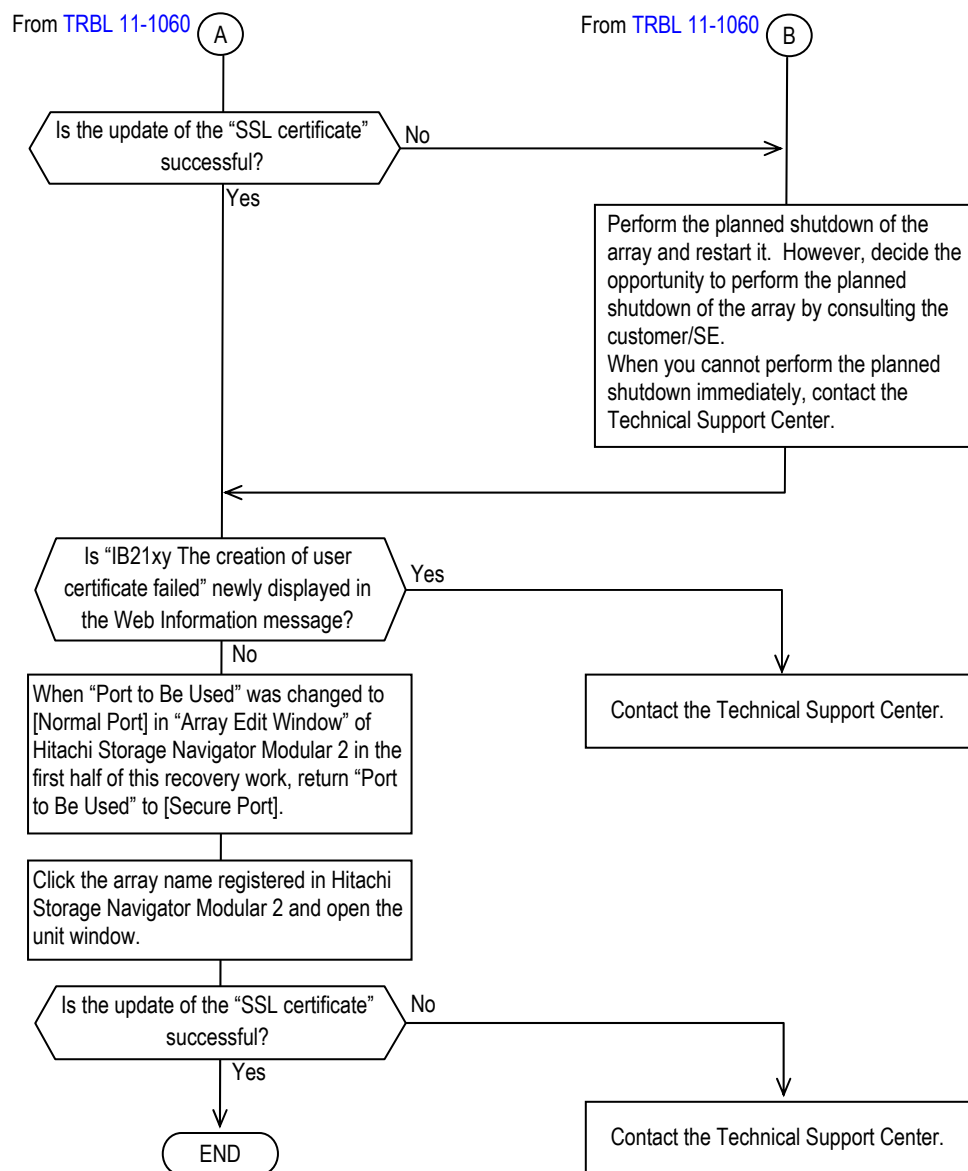 From TRBL 11-1060
A
From TRBL 11-1060
B
Is the update of the “SSL certificate”
successful?
No
Yes
Perform the planned shutdown of the
array and restart it.  However, decide the
opportunity to perform the planned
shutdown of the array by consulting the
customer/SE.
When you cannot perform the planned
shutdown immediately, contact the
Technical Support Center.
Is “IB21xy The creation of user
certificate failed” newly displayed in
the Web Information message?
Yes
No
When “Port to Be Used” was changed to
[Normal Port] in “Array Edit Window” of
Hitachi Storage Navigator Modular 2 in the
first half of this recovery work, return “Port
to Be Used” to [Secure Port].
Contact the Technical Support Center.
Click the array name registered in Hitachi
Storage Navigator Modular 2 and open the
unit window.
Is the update of the “SSL certificate”
successful?
No
Yes
END
Contact the Technical Support Center.